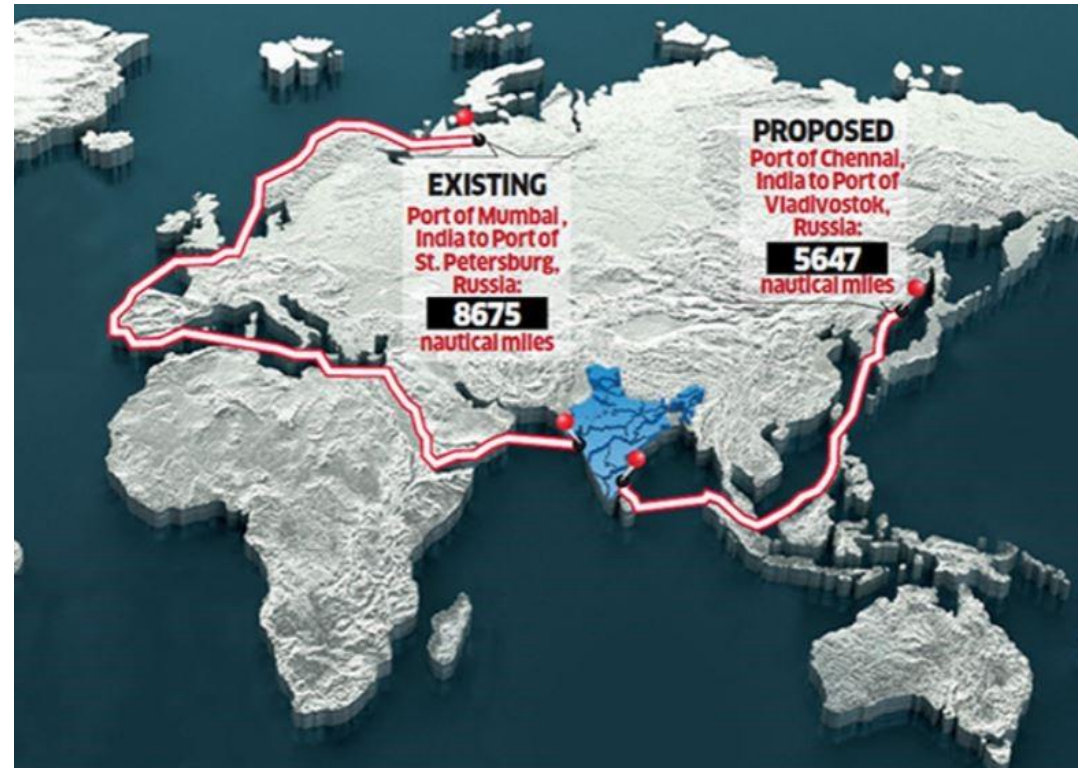 EXISTING
Port of Mumbai,
India to Port of
St. Petersburg,
Russia:
8675
nautical miles
PROPOSED
Port of Chennai,
India to Port of
Vladivostok,
Russia:
5647
nautical miles